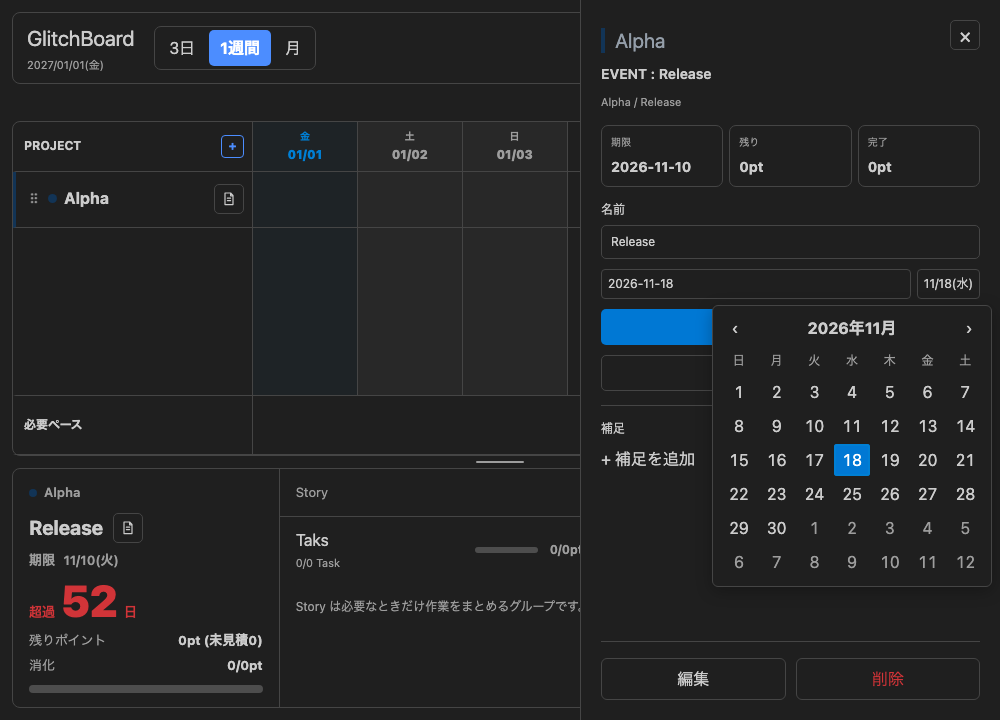 GlitchBoard
2027/01/01(金)
3日 1週間 月
PROJECT
+
金
01/01
土
01/02
日
01/03
Alpha
必要ペース
Alpha
Release
期限 11/10(火)
超過 52 日
残りポイント 0pt (未見積0)
消化 0/0pt
Story
Taks
0/0 Task
0/0pt
Story は必要なときだけ作業をまとめるグループです。
Alpha
×
EVENT : Release
Alpha / Release
期限
2026-11-10
残り
0pt
完了
0pt
名前
Release
2026-11-18
11/18(水)
‹ 2026年11月 ›
日 月 火 水 木 金 土
1 2 3 4 5 6 7
8 9 10 11 12 13 14
15 16 17 18 19 20 21
22 23 24 25 26 27 28
29 30 1 2 3 4 5
6 7 8 9 10 11 12
補足
+ 補足を追加
編集
削除